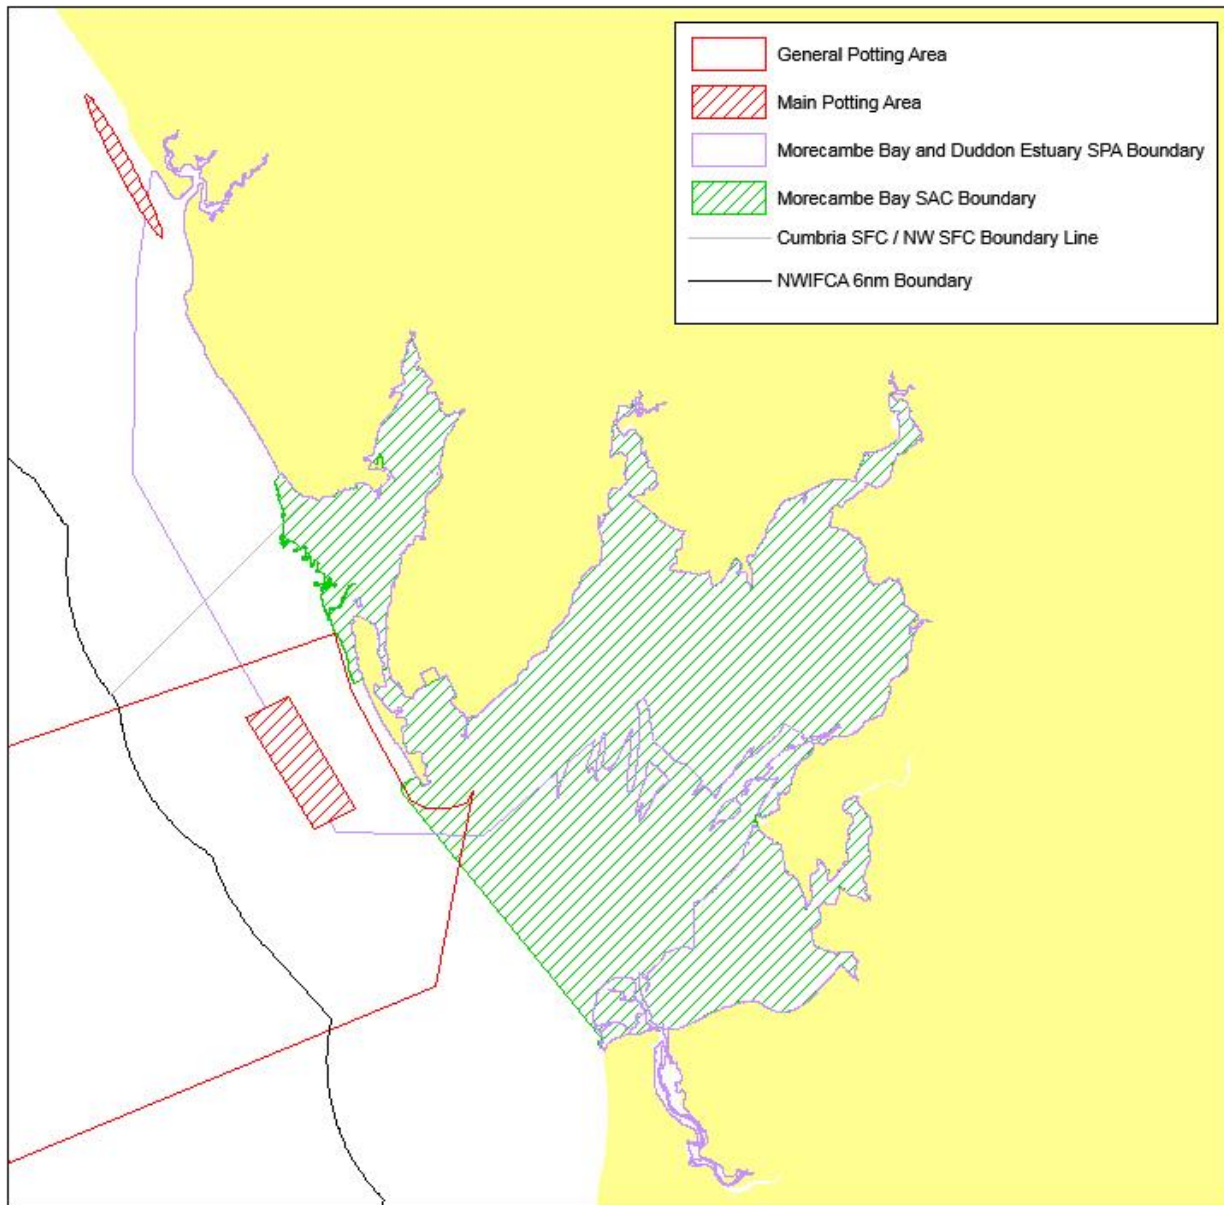 General Potting Area
Main Potting Area
Morecambe Bay and Duddon Estuary SPA Boundary
Morecambe Bay SAC Boundary
Cumbria SFC / NW SFC Boundary Line
NWIFCA 6nm Boundary